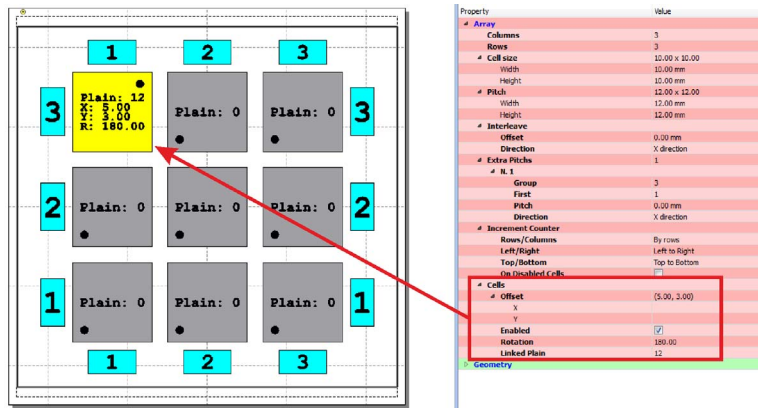 1 2 3
3
Plain: 12
X: 5.00
Y: 3.00
R: 180.00
Plain: 0
Plain: 0
3
2
Plain: 0
Plain: 0
Plain: 0
2
1
Plain: 0
Plain: 0
Plain: 0
1
1 2 3
Property Value
Array
Columns 3
Rows 3
Cell size 10.00 x 10.00
Width 10.00 mm
Height 10.00 mm
Pitch 12.00 x 12.00
Width 12.00 mm
Height 12.00 mm
Interleave
Offset 0.00 mm
Direction X direction
Extra Pitchs 1
N. 1
Group 3
First 1
Pitch 0.00 mm
Direction X direction
Increment Counter
Rows/Columns By rows
Left/Right Left to Right
Top/Bottom Top to Bottom
On Disabled Cells
Cells
Offset (5.00, 3.00)
X
Y
Enabled
Rotation 180.00
Linked Plain 12
Geometry